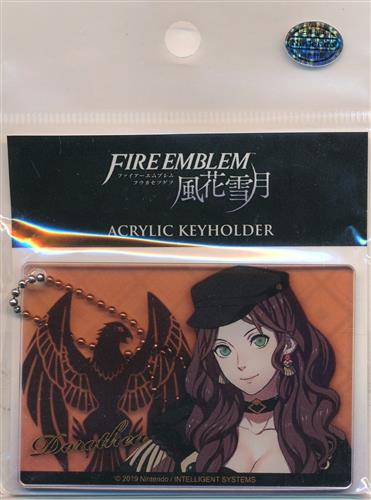 FIRE EMBLEM
ファイアーエムブレム
フウカセツゲツ
風花雪月
ACRYLIC KEYHOLDER
Dorothea
© 2019 Nintendo / INTELLIGENT SYSTEMS